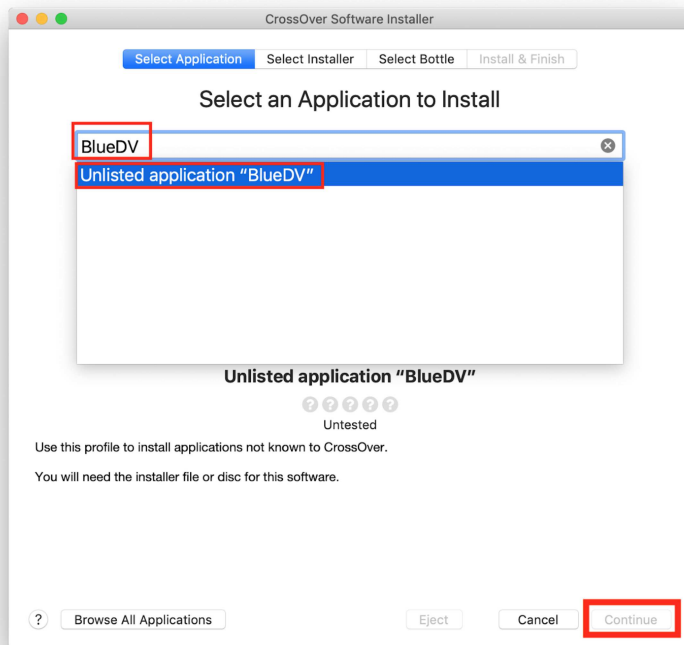 CrossOver Software Installer
Select Application Select Installer Select Bottle Install & Finish
Select an Application to Install
BlueDV
Unlisted application “BlueDV”
Unlisted application “BlueDV”
? ? ? ? ?
Untested
Use this profile to install applications not known to CrossOver.
You will need the installer file or disc for this software.
? Browse All Applications Eject Cancel Continue